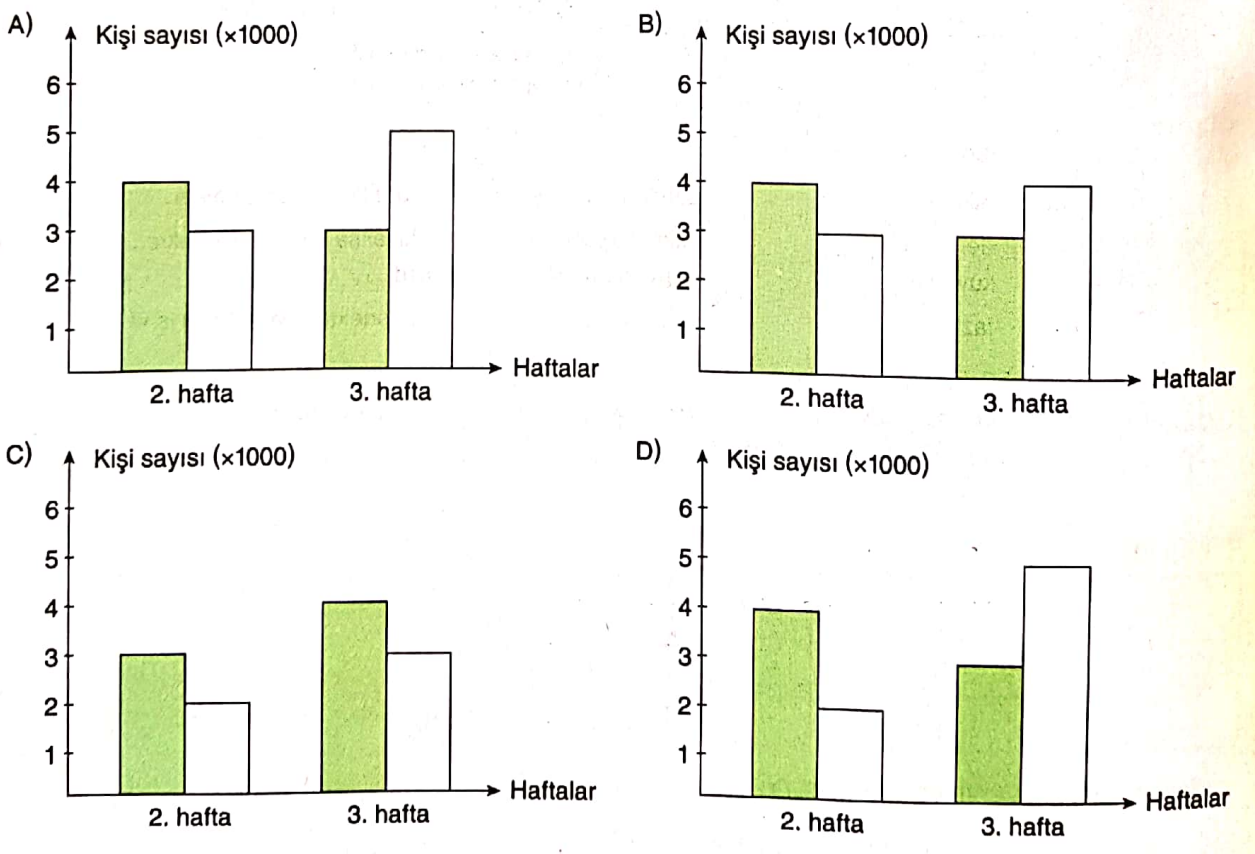 A)
Kişi sayısı (×1000)
6
5
4
3
2
1
Haftalar
2. hafta 3. hafta
B)
Kişi sayısı (×1000)
6
5
4
3
2
1
Haftalar
2. hafta 3. hafta
C)
Kişi sayısı (×1000)
6
5
4
3
2
1
Haftalar
2. hafta 3. hafta
D)
Kişi sayısı (×1000)
6
5
4
3
2
1
Haftalar
2. hafta 3. hafta